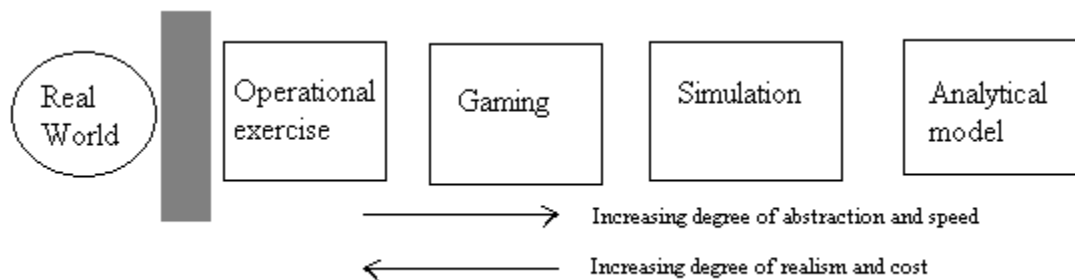 Real
World
Operational
exercise
Gaming
Simulation
Analytical
model
Increasing degree of abstraction and speed
Increasing degree of realism and cost